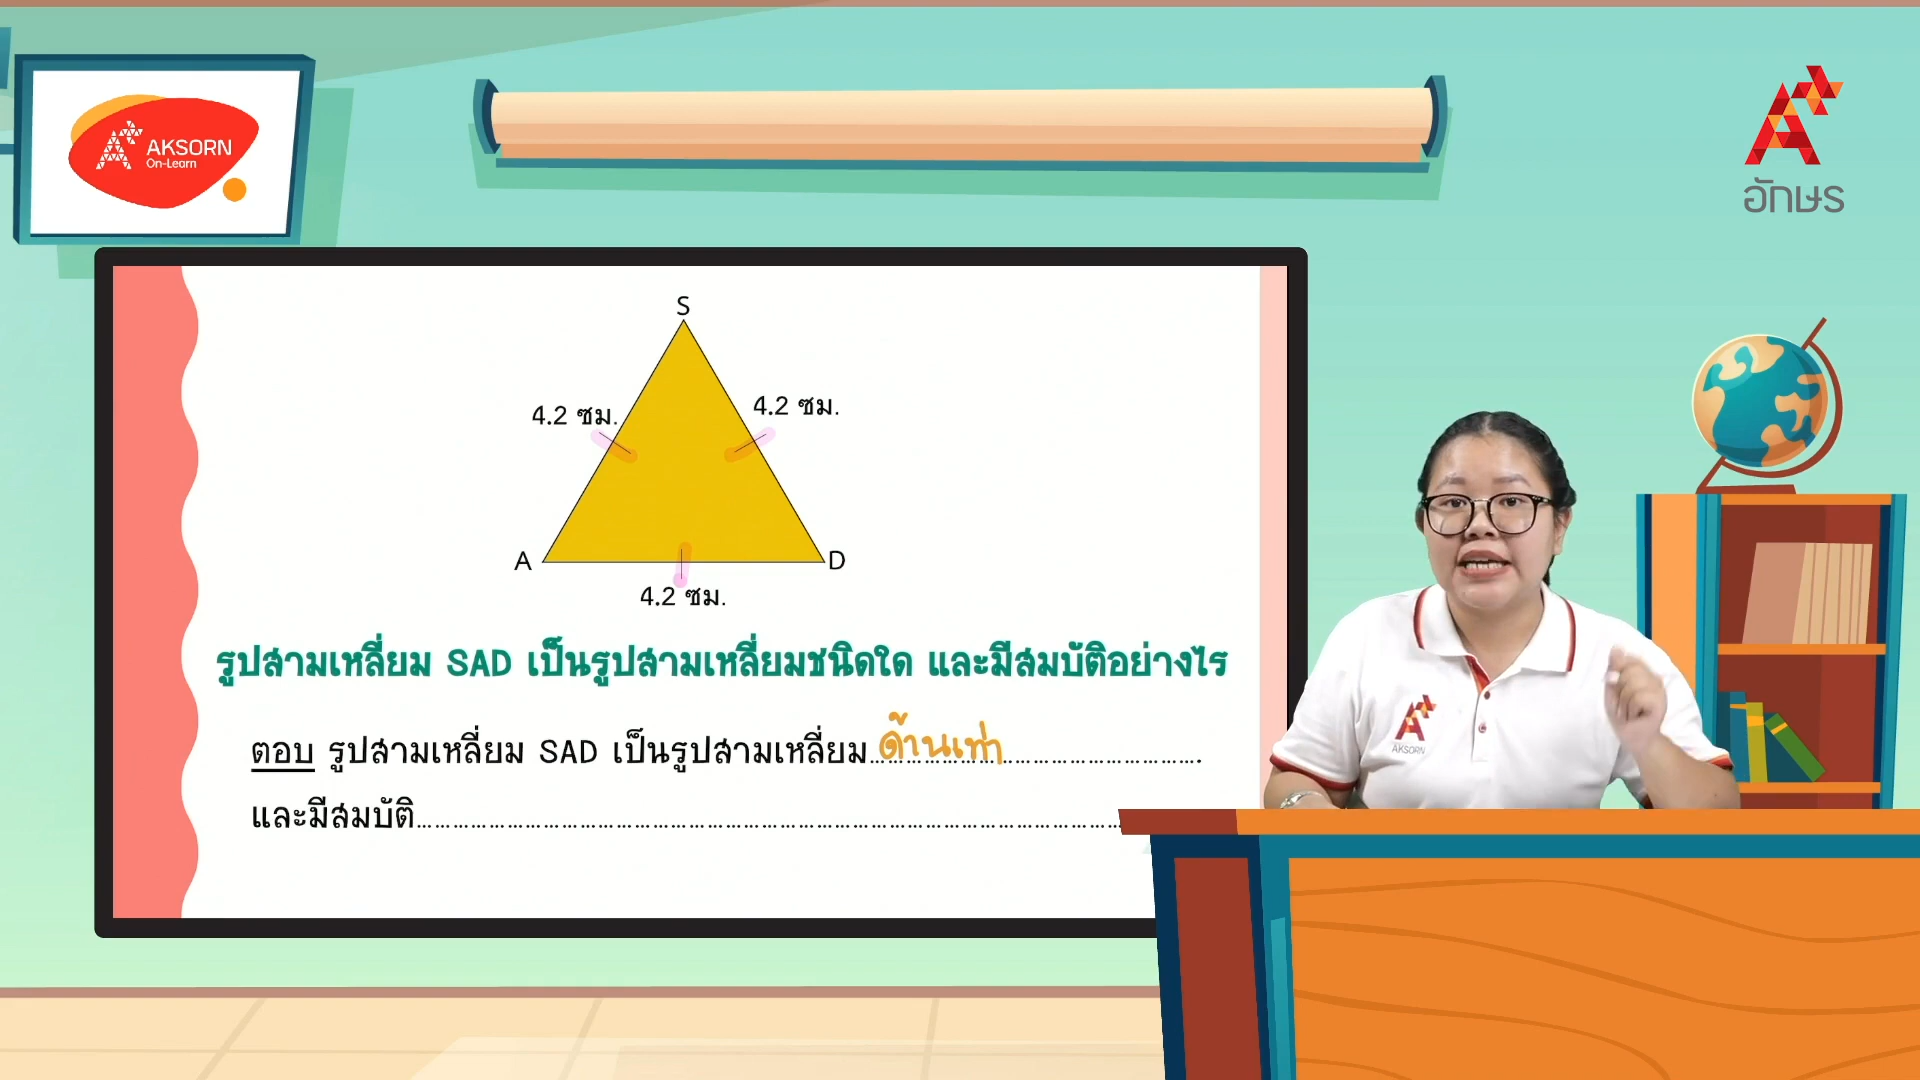 AKSORN
On-Learn
อักษร
S
4.2 ซม.
4.2 ซม.
A
D
4.2 ซม.
รูปสามเหลี่ยม SAD เป็นรูปสามเหลี่ยมชนิดใด และมีสมบัติอย่างไร
ตอบ รูปสามเหลี่ยม SAD เป็นรูปสามเหลี่ยม...ด้านเท่า...
และมีสมบัติ...
AKSORN